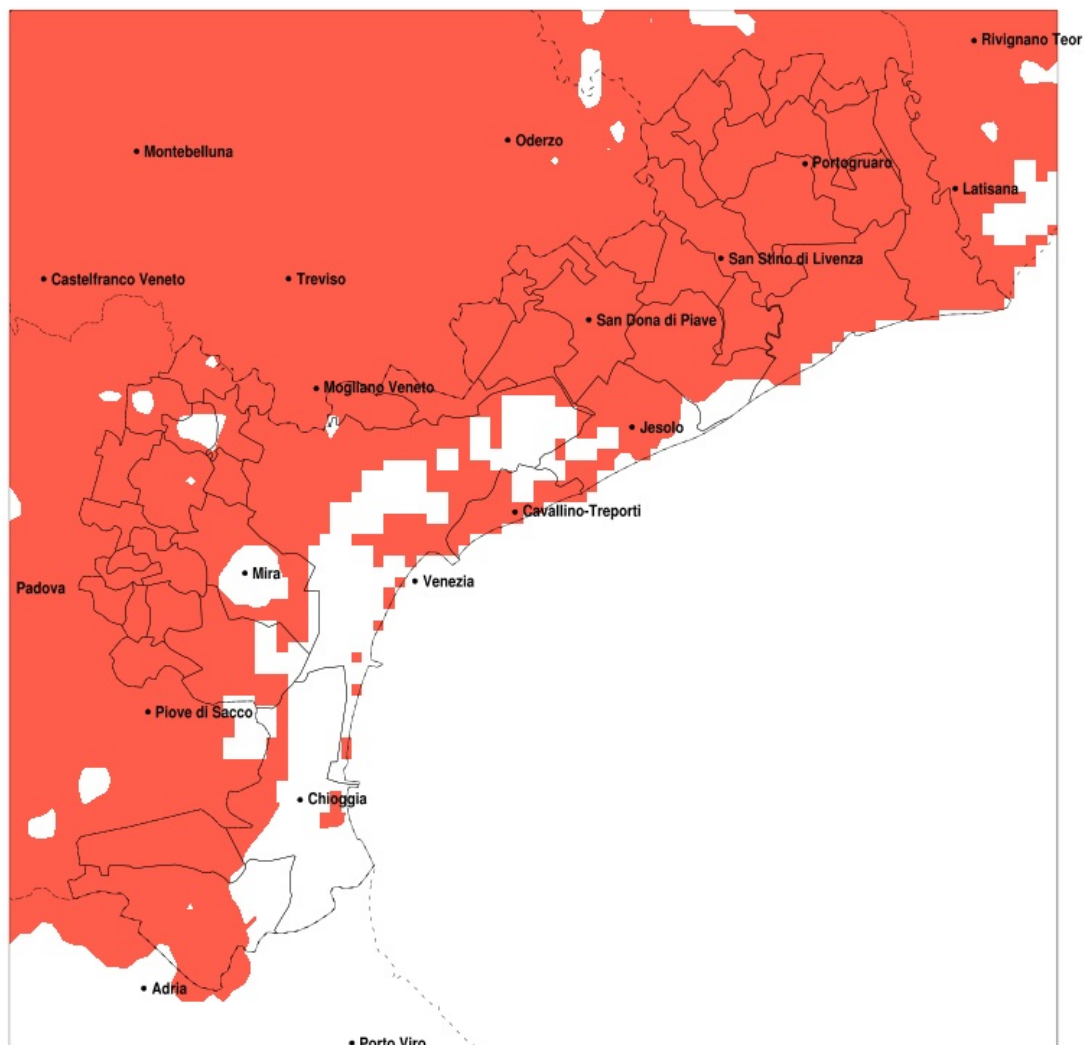 Rivignano Teor
Oderzo
Montebelluna
Portogruaro
Latisana
San Stino di Livenza
Castelfranco Veneto
Treviso
San Dona di Piave
Mogliano Veneto
Jesolo
Cavallino-Treporti
Mira
Venezia
Padova
Piove di Sacco
Chioggia
Adria
Porto Viro